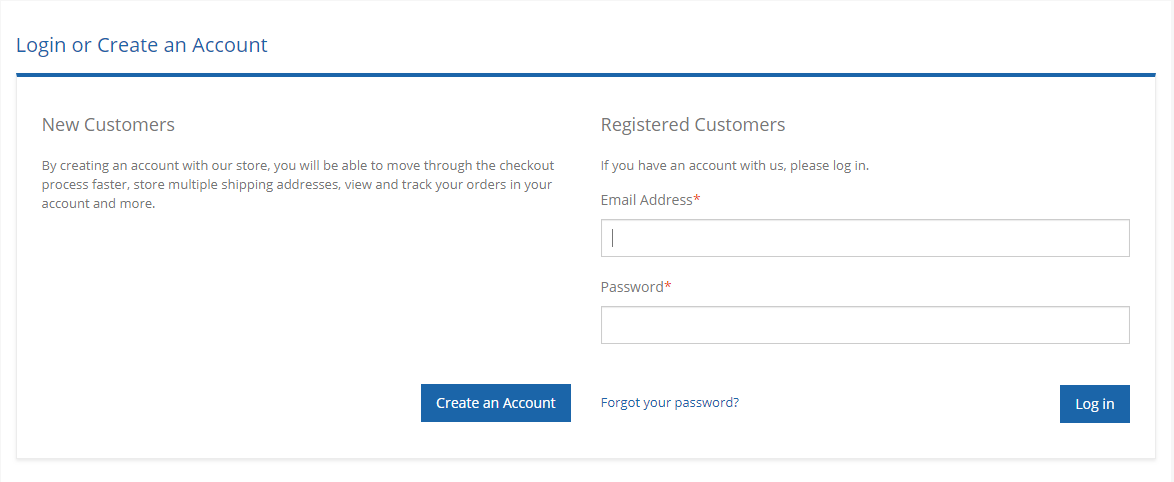 Login or Create an Account
New Customers
By creating an account with our store, you will be able to move through the checkout
process faster, store multiple shipping addresses, view and track your orders in your
account and more.
Create an Account
Registered Customers
If you have an account with us, please log in.
Email Address*
Password*
Forgot your password?
Log in